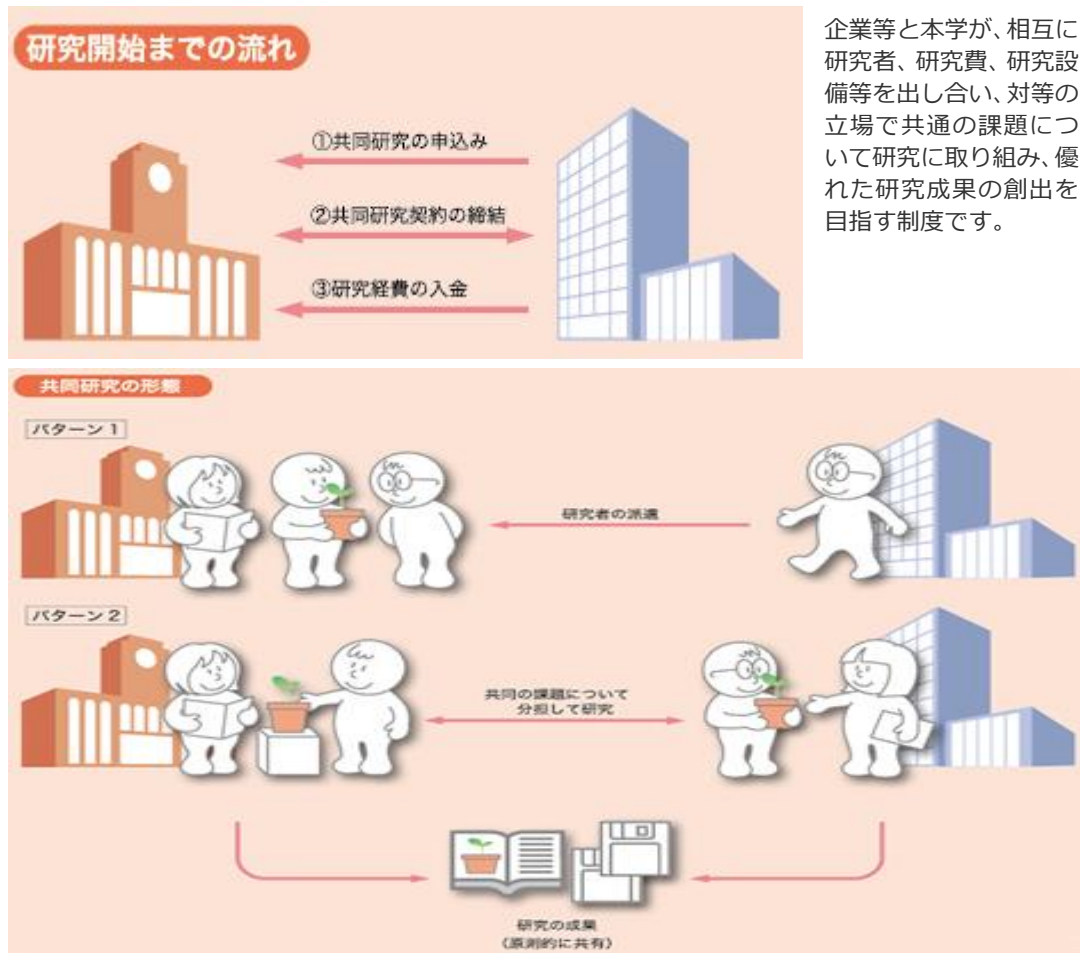 研究開始までの流れ
①共同研究の申込み
②共同研究契約の締結
③研究経費の入金
企業等と本学が、相互に
研究者、研究費、研究設
備等を出し合い、対等の
立場で共通の課題につ
いて研究に取り組み、優
れた研究成果の創出を
目指す制度です。
共同研究の形態
パターン1
研究者の派遣
パターン2
共同の課題について
分担して研究
研究の成果
(原則的に共有)